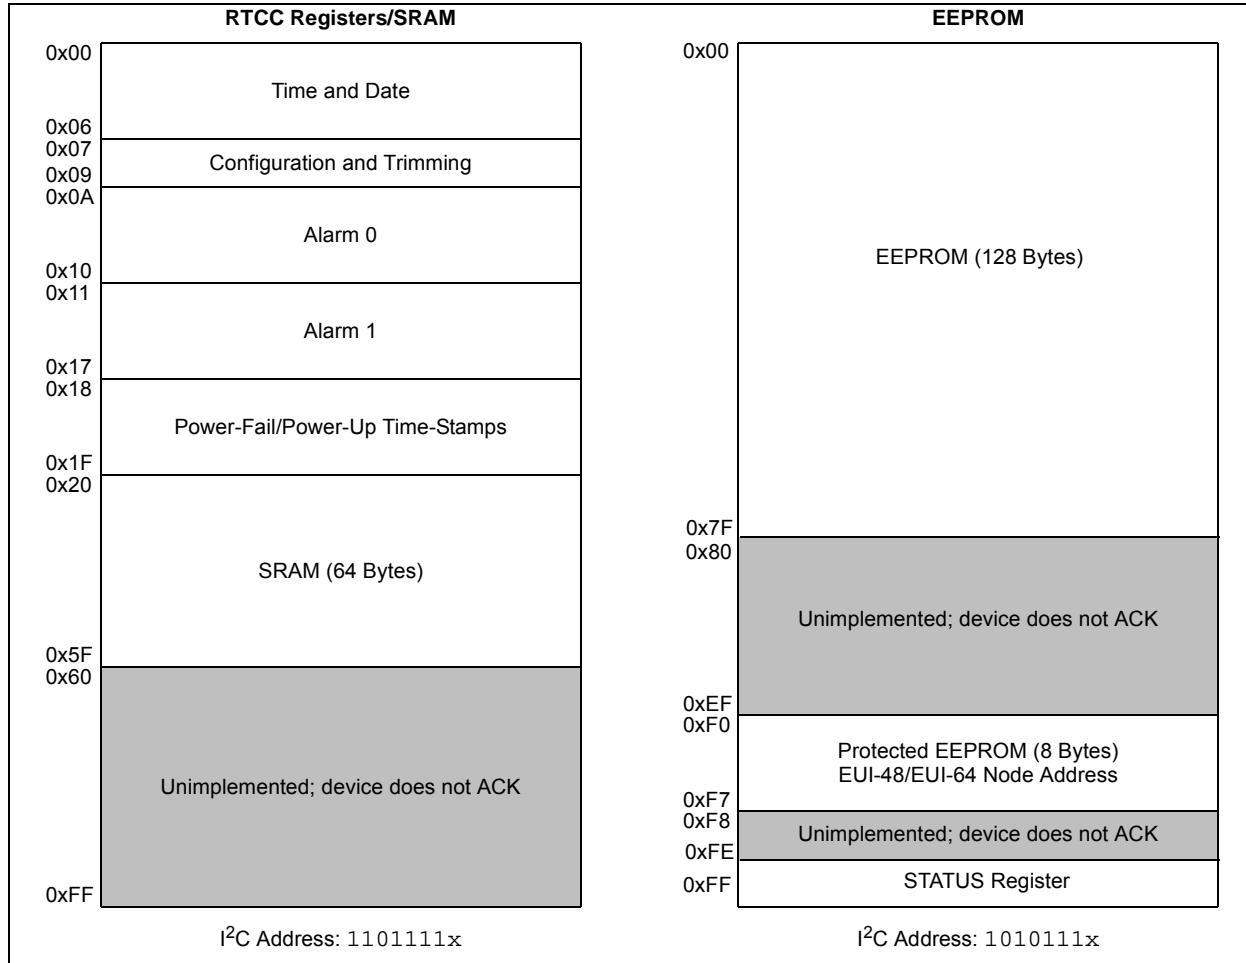 RTCC Registers/SRAM
0x00
Time and Date
0x06
0x07
Configuration and Trimming
0x09
0x0A
Alarm 0
0x10
0x11
Alarm 1
0x17
0x18
Power-Fail/Power-Up Time-Stamps
0x1F
0x20
SRAM (64 Bytes)
0x5F
0x60
Unimplemented; device does not ACK
0xFF
I2C Address: 1101111x
EEPROM
0x00
EEPROM (128 Bytes)
0x7F
0x80
Unimplemented; device does not ACK
0xEF
0xF0
Protected EEPROM (8 Bytes)
EUI-48/EUI-64 Node Address
0xF7
0xF8
Unimplemented; device does not ACK
0xFE
0xFF
STATUS Register
I2C Address: 1010111x